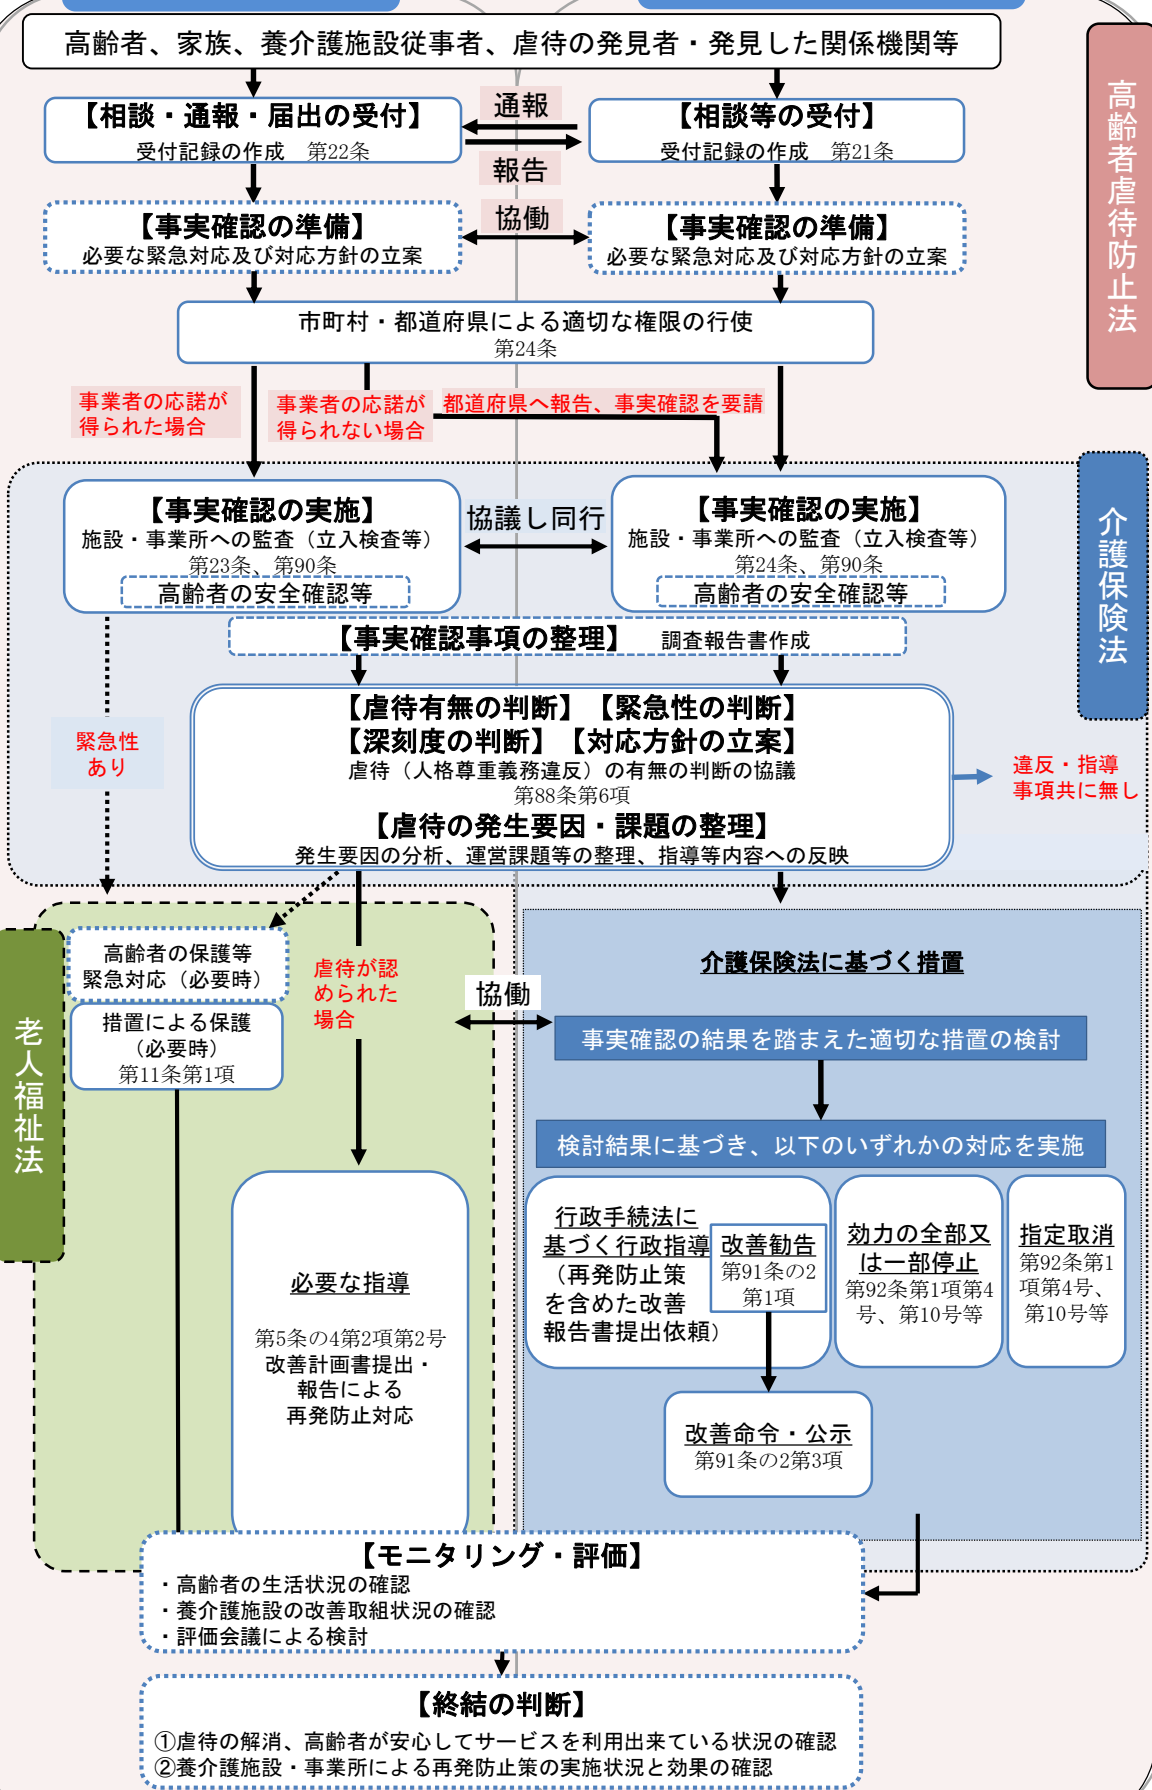 高齢者、家族、養介護施設従事者、虐待の発見者・発見した関係機関等
高齢者虐待防止法
【相談・通報・届出の受付】
受付記録の作成　第22条
通報
報告
【相談等の受付】
受付記録の作成　第21条
【事実確認の準備】
必要な緊急対応及び対応方針の立案
協働
【事実確認の準備】
必要な緊急対応及び対応方針の立案
市町村・都道府県による適切な権限の行使
第24条
事業者の応諾が
得られた場合
事業者の応諾が
得られない場合
都道府県へ報告、事実確認を要請
介護保険法
【事実確認の実施】
施設・事業所への監査（立入検査等）
第23条、第90条
高齢者の安全確認等
協議し同行
【事実確認の実施】
施設・事業所への監査（立入検査等）
第24条、第90条
高齢者の安全確認等
【事実確認事項の整理】　調査報告書作成
緊急性
あり
【虐待有無の判断】【緊急性の判断】
【深刻度の判断】【対応方針の立案】
虐待（人格尊重義務違反）の有無の判断の協議
第88条第6項
【虐待の発生要因・課題の整理】
発生要因の分析、運営課題等の整理、指導等内容への反映
違反・指導
事項共に無し
老人福祉法
高齢者の保護等
緊急対応（必要時）
措置による保護
（必要時）
第11条第1項
虐待が認
められた
場合
協働
必要な指導
第5条の4第2項第2号
改善計画書提出・
報告による
再発防止対応
介護保険法に基づく措置
事実確認の結果を踏まえた適切な措置の検討
検討結果に基づき、以下のいずれかの対応を実施
行政手続法に
基づく行政指導
（再発防止策
を含めた改善
報告書提出依頼）
改善勧告
第91条の2
第1項
効力の全部又
は一部停止
第92条第1項第4
号、第10号等
指定取消
第92条第1
項第4号、
第10号等
改善命令・公示
第91条の2第3項
【モニタリング・評価】
・高齢者の生活状況の確認
・養介護施設の改善取組状況の確認
・評価会議による検討
【終結の判断】
①虐待の解消、高齢者が安心してサービスを利用出来ている状況の確認
②養介護施設・事業所による再発防止策の実施状況と効果の確認